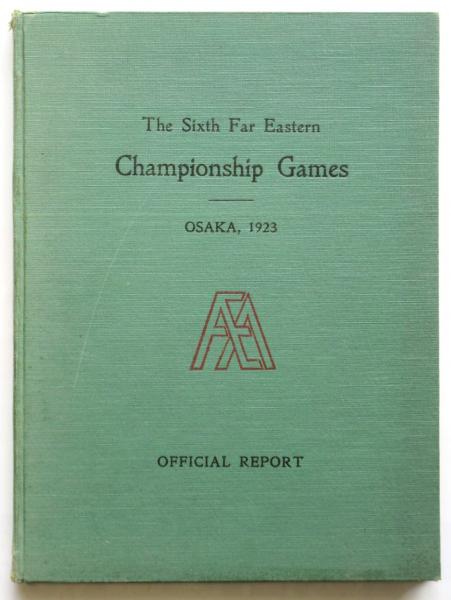 The Sixth Far Eastern
Championship Games
OSAKA, 1923
OFFICIAL REPORT